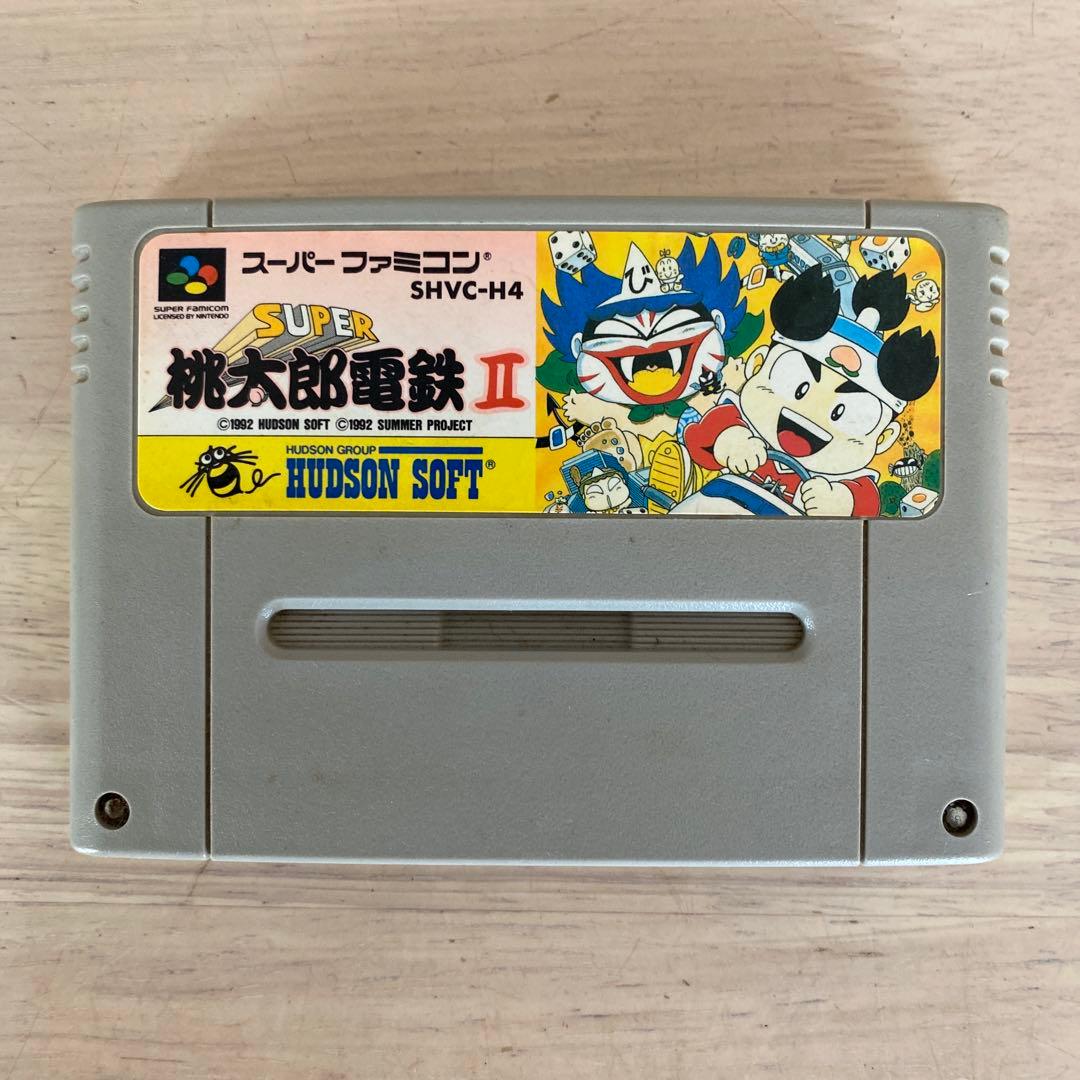 スーパーファミコン®
SHVC-H4
SUPER FAMICOM
LICENSED BY NINTENDO
SUPER
桃太郎電鉄 II
©1992 HUDSON SOFT ©1992 SUMMER PROJECT
HUDSON GROUP
HUDSON SOFT®
び